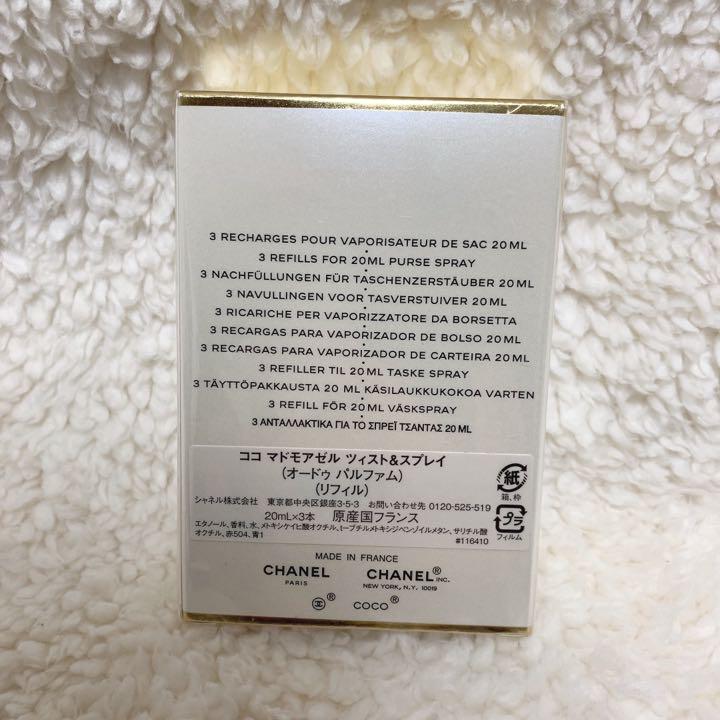 3 RECHARGES POUR VAPORISATEUR DE SAC 20 ML
3 REFILLS FOR 20 ML PURSE SPRAY
3 NACHFÜLLUNGEN FÜR TASCHENZERSTÄUBER 20 ML
3 NAVULLINGEN VOOR TASVERSTUIVER 20 ML
3 RICARICHE PER VAPORIZZATORE DA BORSETTA
3 RECARGAS PARA VAPORIZADOR DE BOLSO 20 ML
3 RECARGAS PARA VAPORIZADOR DE CARTEIRA 20 ML
3 REFILLER TIL 20 ML TASKE SPRAY
3 TÄYTTÖPAKKAUSTA 20 ML KÄSILAUKKUKOKOA VARTEN
3 REFILL FÖR 20 ML VÄSKSPRAY
3 ΑΝΤΑΛΛΑΚΤΙΚΑ ΓΙΑ ΤΟ ΣΠΡΕΪ ΤΣΑΝΤΑΣ 20 ML
ココ マドモアゼル ツィスト&スプレイ
(オードゥ パルファム)
(リフィル)
シャネル株式会社 東京都中央区銀座3-5-3 お問い合わせ先 0120-525-519
20mL×3本 原産国フランス
エタノール、香料、水、メトキシケイヒ酸オクチル、t-ブチルメトキシジベンゾイルメタン、サリチル酸
オクチル、赤504、青1 #116410
紙
箱、枠
プラ
フィルム
MADE IN FRANCE
CHANEL CHANEL® INC.
PARIS NEW YORK, N.Y. 10019
® COCO®